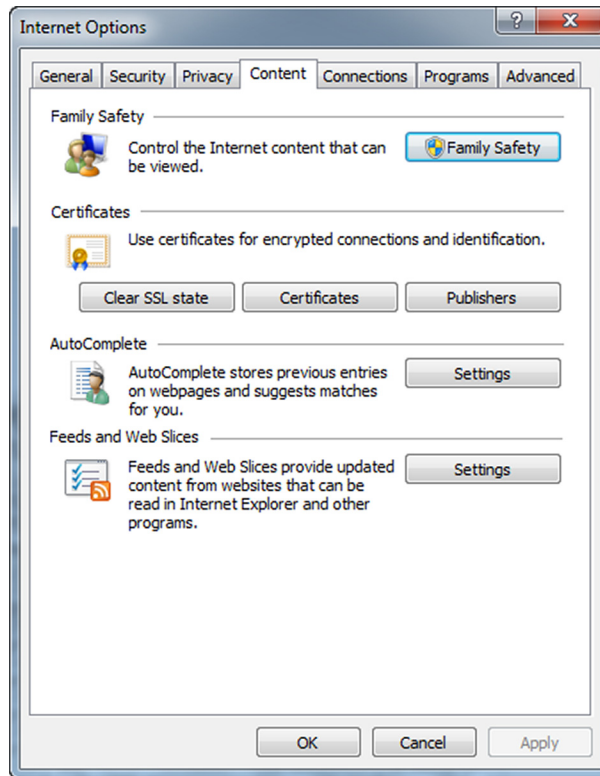 Internet Options
?
X
General Security Privacy Content Connections Programs Advanced
Family Safety
Control the Internet content that can
be viewed.
Family Safety
Certificates
Use certificates for encrypted connections and identification.
Clear SSL state Certificates Publishers
AutoComplete
AutoComplete stores previous entries
on webpages and suggests matches
for you.
Settings
Feeds and Web Slices
Feeds and Web Slices provide updated
content from websites that can be
read in Internet Explorer and other
programs.
Settings
OK Cancel Apply